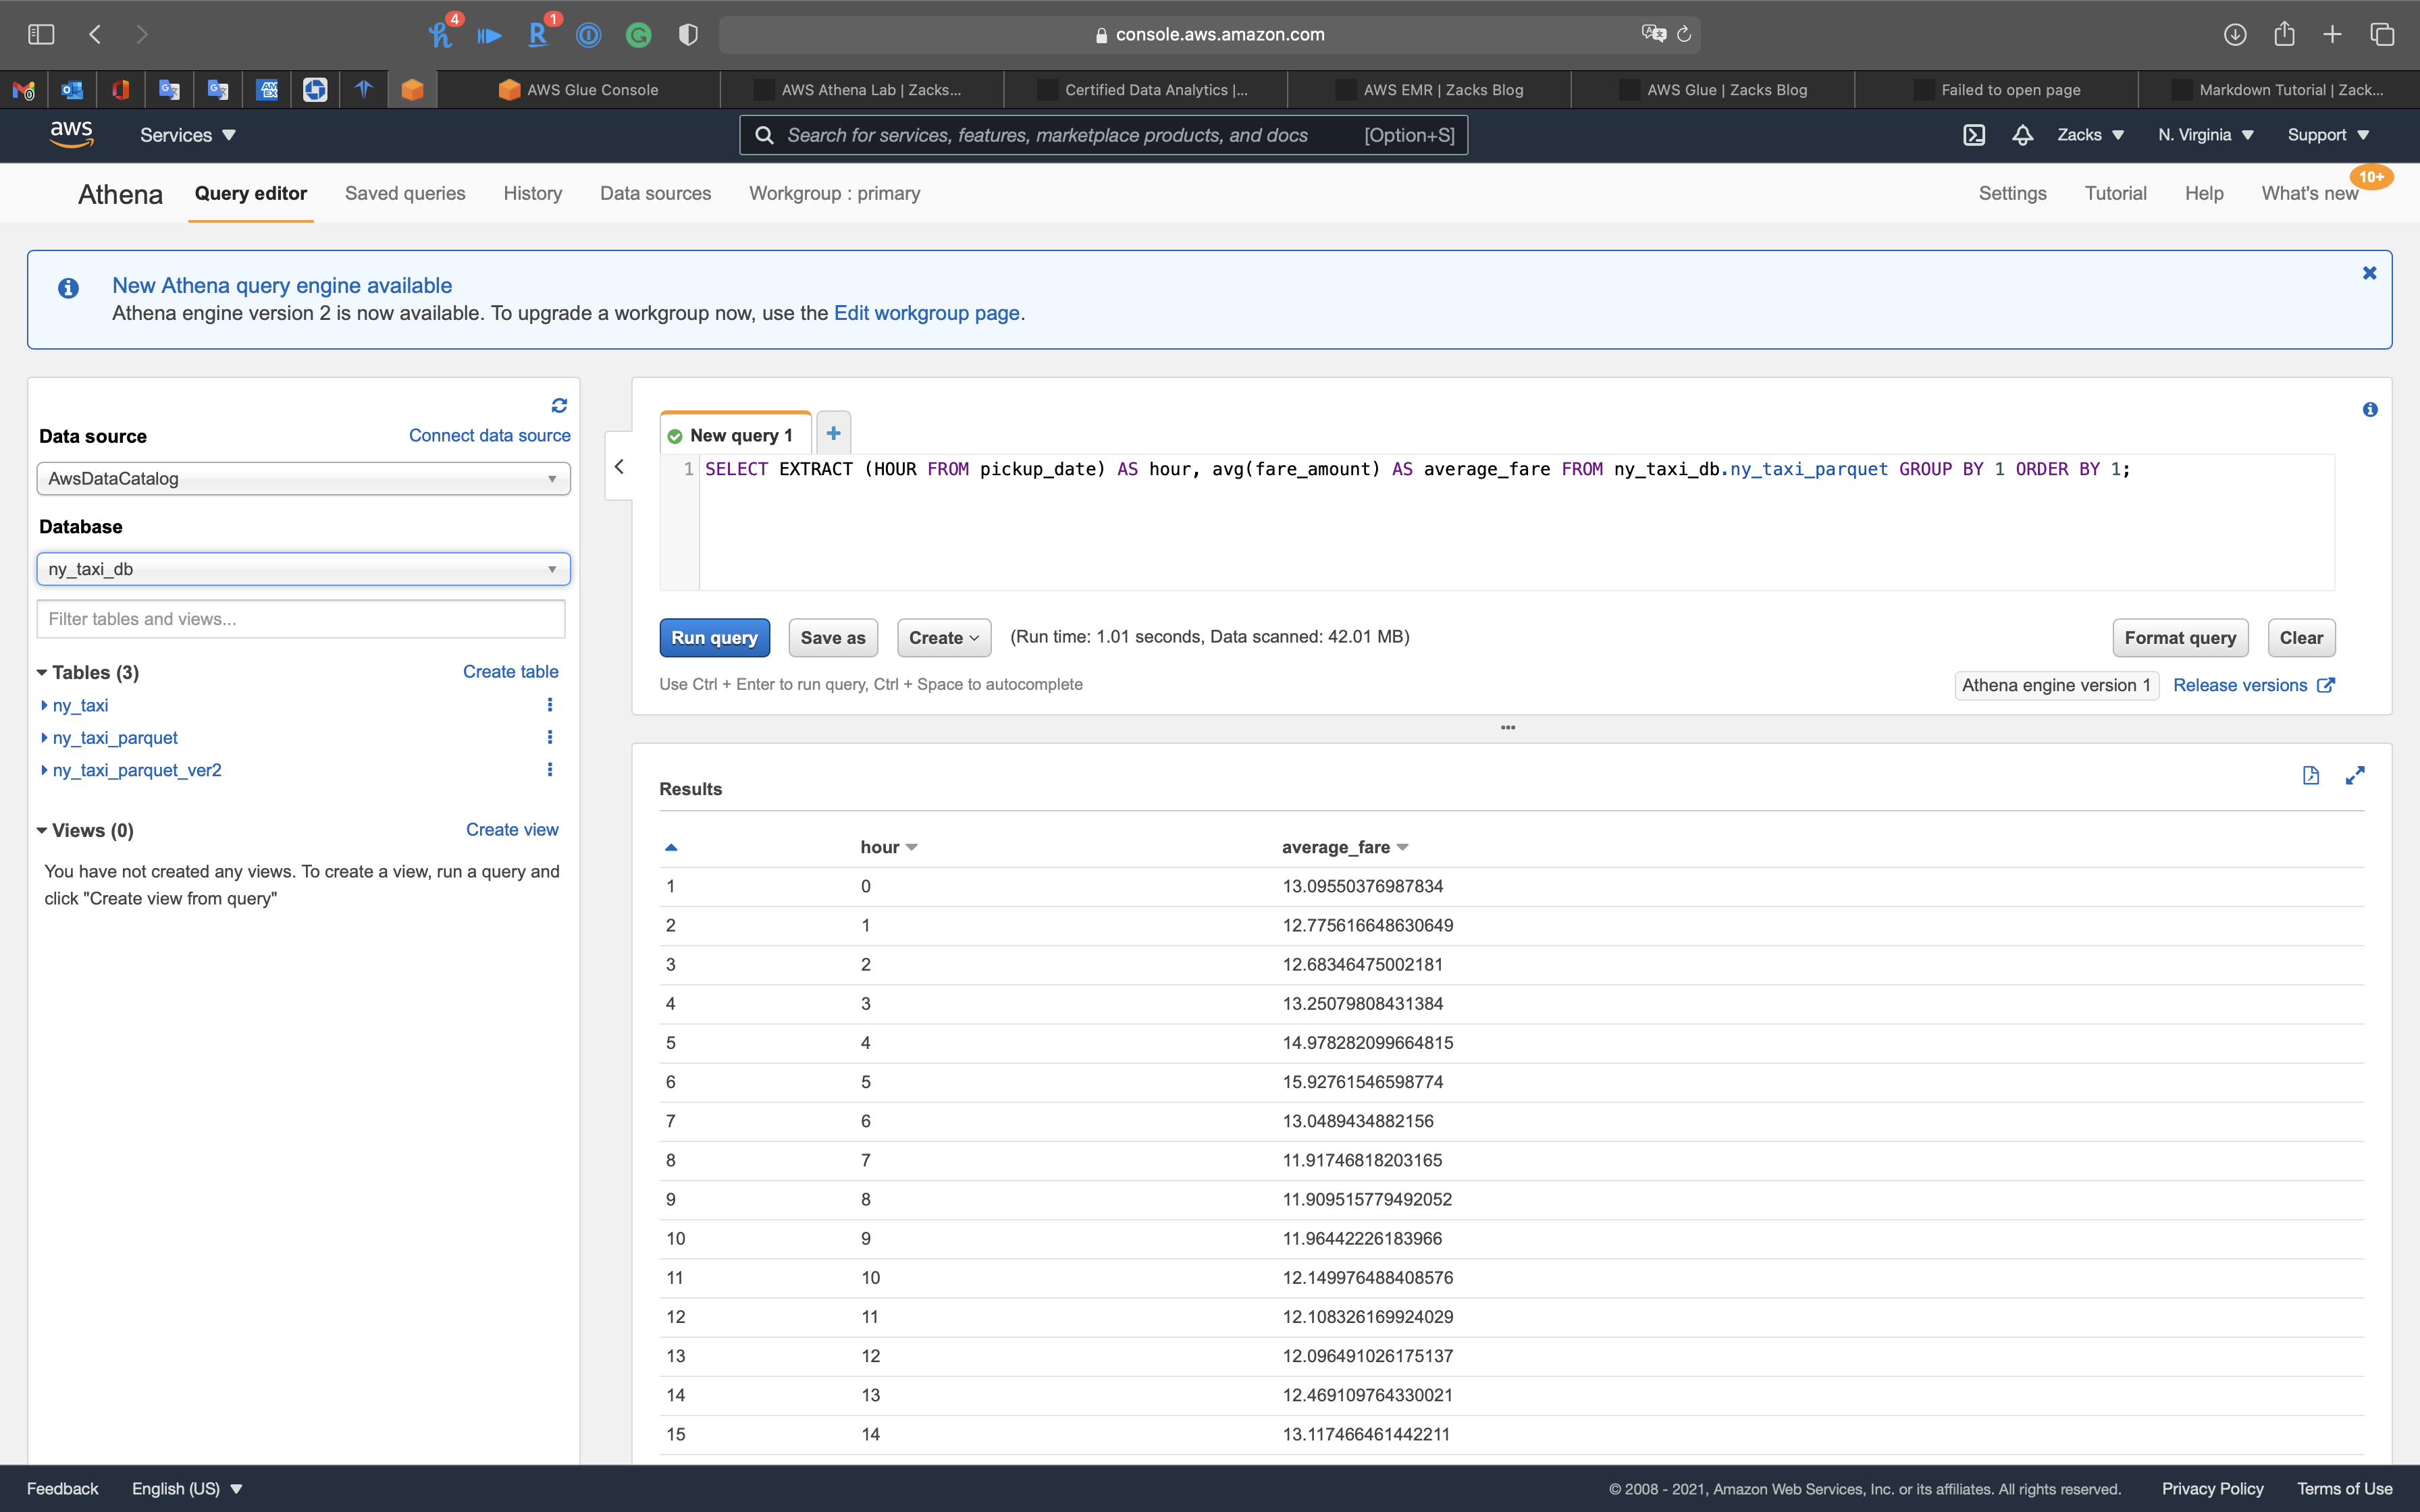 4
1
console.aws.amazon.com
AWS Glue Console
AWS Athena Lab | Zacks...
Certified Data Analytics |...
AWS EMR | Zacks Blog
AWS Glue | Zacks Blog
Failed to open page
Markdown Tutorial | Zack...
aws
Services
Search for services, features, marketplace products, and docs [Option+S]
Zacks
N. Virginia
Support
Athena
Query editor
Saved queries
History
Data sources
Workgroup : primary
Settings
Tutorial
Help
What's new
10+
New Athena query engine available
Athena engine version 2 is now available. To upgrade a workgroup now, use the Edit workgroup page.
Data source
Connect data source
AwsDataCatalog
Database
ny_taxi_db
Filter tables and views...
Tables (3)
Create table
ny_taxi
ny_taxi_parquet
ny_taxi_parquet_ver2
Views (0)
Create view
You have not created any views. To create a view, run a query and
click "Create view from query"
New query 1
1 SELECT EXTRACT (HOUR FROM pickup_date) AS hour, avg(fare_amount) AS average_fare FROM ny_taxi_db.ny_taxi_parquet GROUP BY 1 ORDER BY 1;
Run query
Save as
Create
(Run time: 1.01 seconds, Data scanned: 42.01 MB)
Format query
Clear
Use Ctrl + Enter to run query, Ctrl + Space to autocomplete
Athena engine version 1
Release versions
Results
hour average_fare
1 0 13.09550376987834
2 1 12.775616648630649
3 2 12.68346475002181
4 3 13.25079808431384
5 4 14.978282099664815
6 5 15.92761546598774
7 6 13.0489434882156
8 7 11.91746818203165
9 8 11.909515779492052
10 9 11.96442226183966
11 10 12.149976488408576
12 11 12.108326169924029
13 12 12.096491026175137
14 13 12.469109764330021
15 14 13.117466461442211
Feedback
English (US)
© 2008 - 2021, Amazon Web Services, Inc. or its affiliates. All rights reserved.
Privacy Policy
Terms of Use